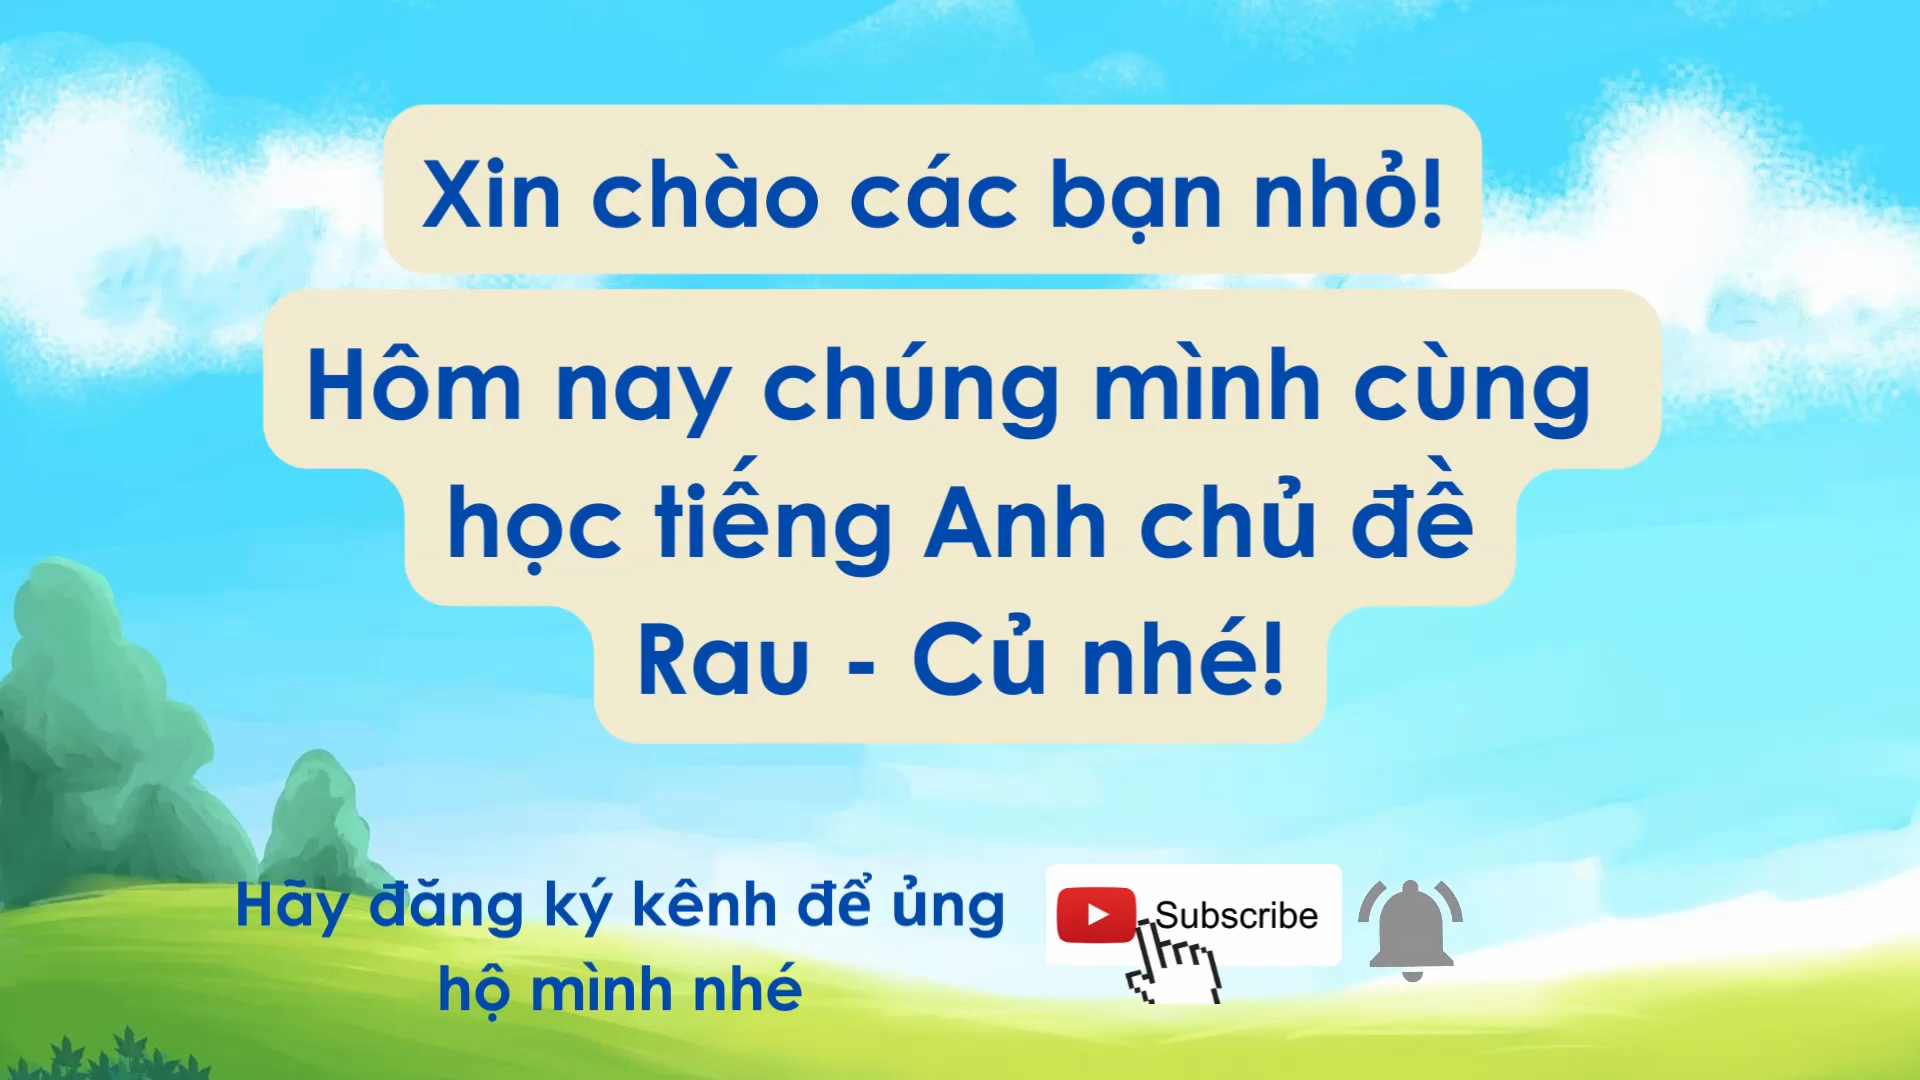 Xin chào các bạn nhỏ!
Hôm nay chúng mình cùng
học tiếng Anh chủ đề
Rau - Củ nhé!
Hãy đăng ký kênh để ủng
hộ mình nhé
Subscribe